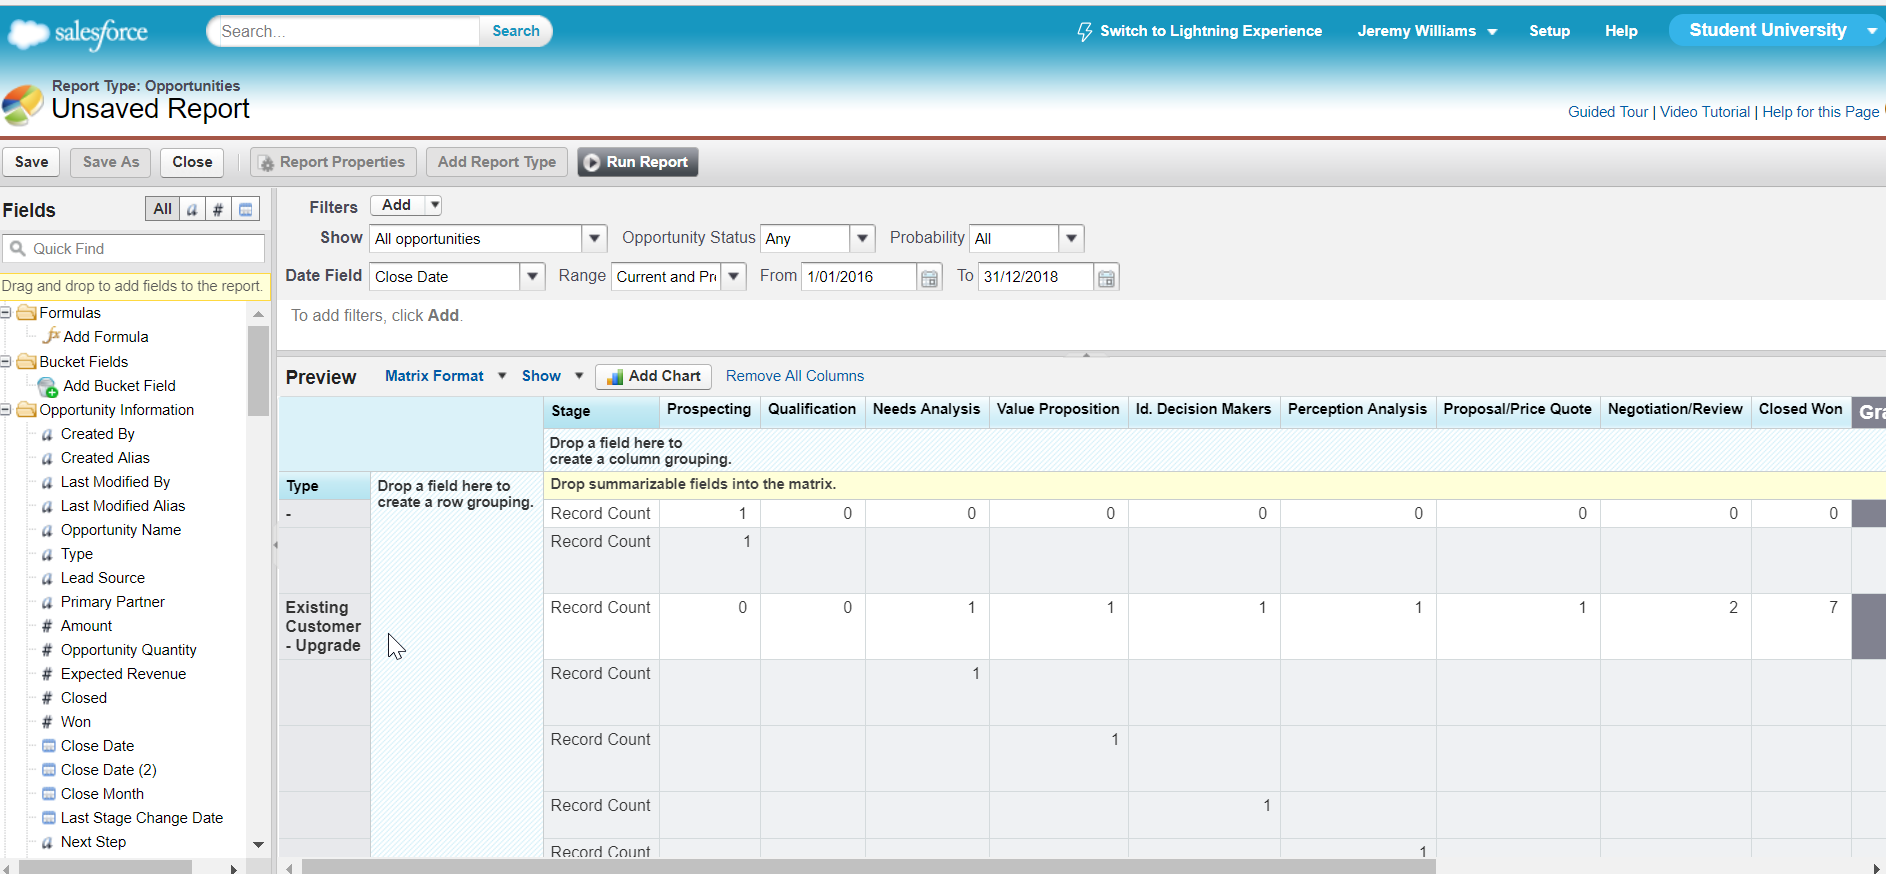 salesforce
Search...
Search
Switch to Lightning Experience
Jeremy Williams
Setup
Help
Student University
Report Type: Opportunities
Unsaved Report
Guided Tour | Video Tutorial | Help for this Page
Save
Save As
Close
Report Properties
Add Report Type
Run Report
Fields
All
a
#
Quick Find
Drag and drop to add fields to the report.
Formulas
fx Add Formula
Bucket Fields
Add Bucket Field
Opportunity Information
a Created By
a Created Alias
a Last Modified By
a Last Modified Alias
a Opportunity Name
a Type
a Lead Source
a Primary Partner
# Amount
# Opportunity Quantity
# Expected Revenue
# Closed
# Won
Close Date
Close Date (2)
Close Month
Last Stage Change Date
a Next Step
Filters Add
Show All opportunities Opportunity Status Any Probability All
Date Field Close Date Range Current and Pr From 1/01/2016 To 31/12/2018
To add filters, click Add.
Preview Matrix Format Show Add Chart Remove All Columns
Stage Prospecting Qualification Needs Analysis Value Proposition Id. Decision Makers Perception Analysis Proposal/Price Quote Negotiation/Review Closed Won Gra
Drop a field here to
create a column grouping.
Type
Drop a field here to
create a row grouping.
Drop summarizable fields into the matrix.
- Record Count 1 0 0 0 0 0 0 0 0
Record Count 1
Existing
Customer
- Upgrade
Record Count 0 0 1 1 1 1 1 2 7
Record Count 1
Record Count 1
Record Count 1
Record Count 1